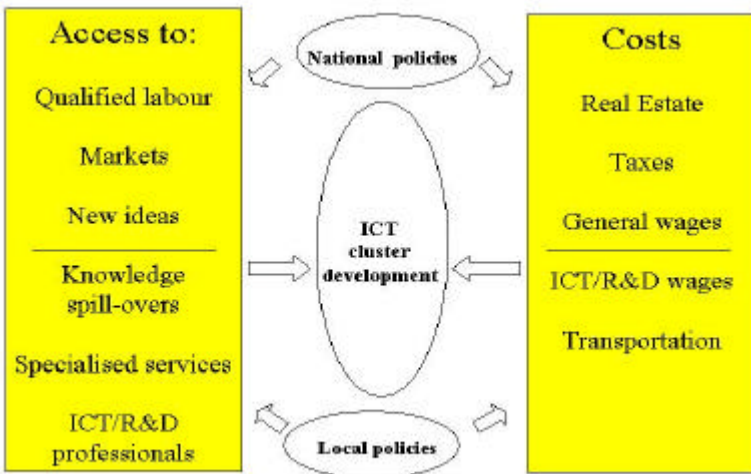 Access to:
Qualified labour
Markets
New ideas
Knowledge
spill-overs
Specialised services
ICT/R&D
professionals
National policies
ICT
cluster
development
Local policies
Costs
Real Estate
Taxes
General wages
ICT/R&D wages
Transportation